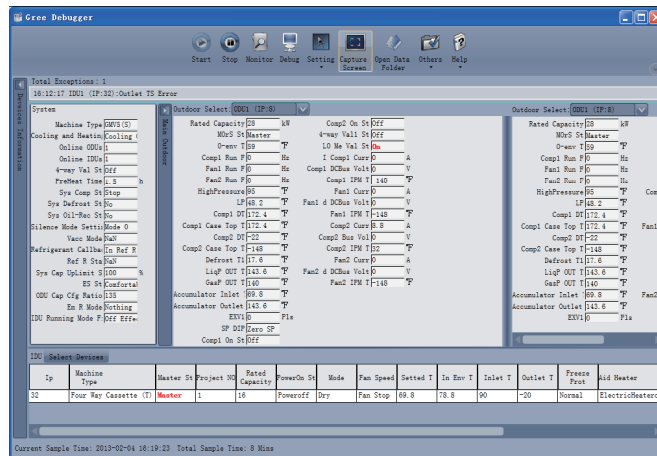 Gree Debugger
Start Stop Monitor Debug Setting Capture Screen Open Data Folder Others Help
Total Exceptions: 1
16:12:17 IDU1 (IP:32):Outlet TS Error
Devices Information
System
Machine Type GMV5(S)
Cooling and Heating Cooling
Online ODUs 1
Online IDUs 1
4-way Val St Off
PreHeat Time 1.5 h
Sys Comp St Stop
Sys Defrost St No
Sys Oil-Rec St No
Silence Mode Settin Mode 0
Vacc Mode NaN
Refrigerant Callba In Ref R
Ref R Sta NaN
Sys Cap UpLimit S 100 %
ES St Comforta
ODU Cap Cfg Ratio 135
Em R Mode Nothing
IDU Running Mode P Off Effe
Main Outdoor
Outdoor Select: ODU1 (IP:8)
Rated Capacity 28 kW
MOrS St Master
O-env T 59 °F
Comp1 Run F 0 Hz
Fan1 Run F 0 Hz
Fan2 Run F 0 Hz
HighPressure 95 °F
LP 48.2 °F
Comp1 DT 172.4 °F
Comp1 Case Top T 172.4 °F
Comp2 DT -22 °F
Comp2 Case Top T -148 °F
Defrost T1 17.6 °F
LiqP OUT T 143.6 °F
GasP OUT T 140 °F
Accumulator Inlet T 69.8 °F
Accumulator Outlet 143.6 °F
EXV1 0 Pls
SP DIP Zero SP
Comp1 On St Off
Comp2 On St Off
4-way Val1 St Off
LO Ne Val St On
I Comp1 Curr 0 A
Comp1 DCBus Volt 0 V
Comp1 IPM T 140 °F
Fan1 Curr 0 A
Fan1 d DCBus Volt 0 V
Fan1 IPM T -148 °F
Comp2 Curr 8.8 A
Comp2 Bus Volt 0 V
Comp2 IPM T 32 °F
Fan2 Curr 0 A
Fan2 d DCBus Volt 0 V
Fan2 IPM T -148 °F
Outdoor Select: ODU1 (IP:8)
Rated Capacity 28 kW
MOrS St Master
O-env T 59 °F
Comp1 Run F 0 Hz
Fan1 Run F 0 Hz
Fan2 Run F 0 Hz
HighPressure 95 °F
LP 48.2 °F
Comp1 DT 172.4 °F
Comp1 Case Top T 172.4 °F
Comp2 DT -22 °F
Comp2 Case Top T -148 °F
Defrost T1 17.6 °F
LiqP OUT T 143.6 °F
GasP OUT T 140 °F
Accumulator Inlet T 69.8 °F
Accumulator Outlet 143.6 °F
EXV1 0 Pls
Com
Fan1
Fan2
IDU Select Devices
Ip Machine Type Master St Project NO Rated Capacity PowerOn St Mode Fan Speed Setted T In Env T Inlet T Outlet T Freeze Prot Aid Heater
32 Four Way Cassette (T) Master 1 16 Poweroff Dry Fan Stop 69.8 78.8 90 -20 Normal ElectricHeater
Current Sample Time: 2013-02-04 16:19:23 Total Sample Time: 8 Mins